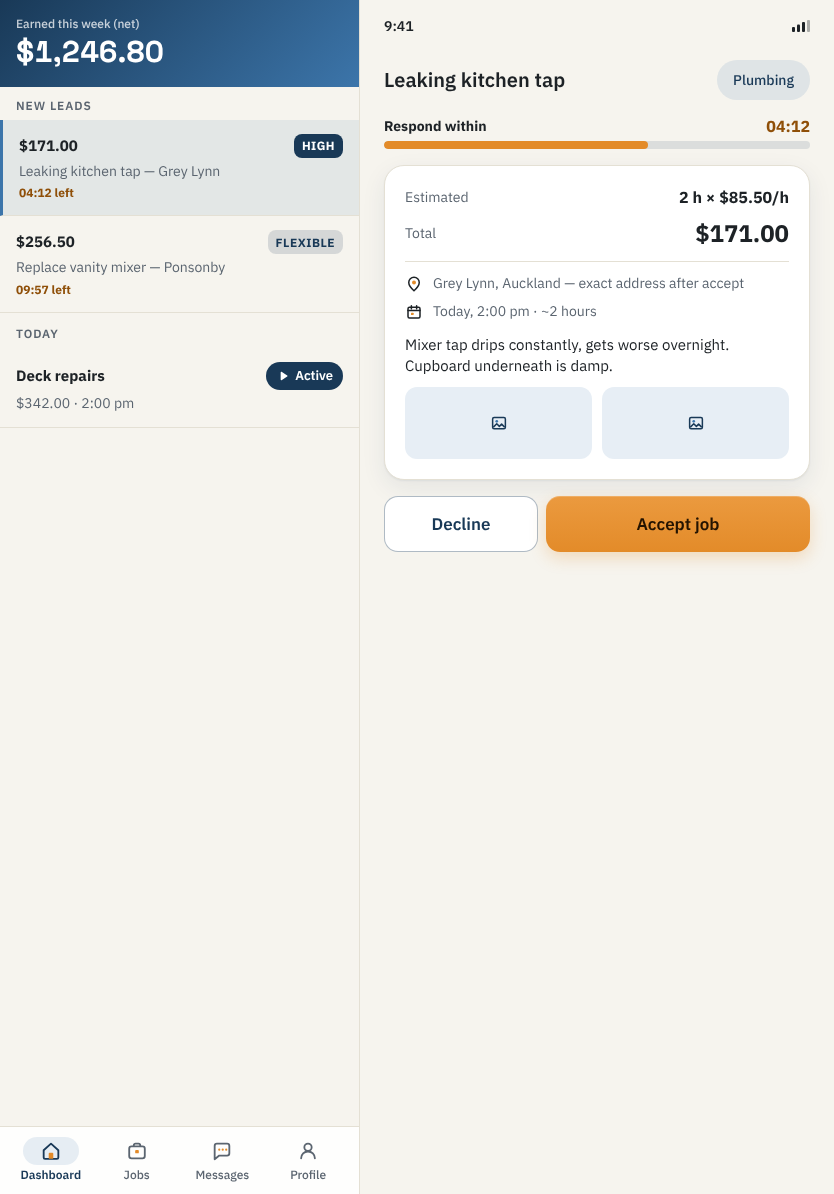 Earned this week (net)
$1,246.80
NEW LEADS
$171.00
HIGH
Leaking kitchen tap — Grey Lynn
04:12 left
$256.50
FLEXIBLE
Replace vanity mixer — Ponsonby
09:57 left
TODAY
Deck repairs
Active
$342.00 · 2:00 pm
Dashboard
Jobs
Messages
Profile
9:41
Leaking kitchen tap
Plumbing
Respond within
04:12
Estimated
2 h × $85.50/h
Total
$171.00
Grey Lynn, Auckland — exact address after accept
Today, 2:00 pm · ~2 hours
Mixer tap drips constantly, gets worse overnight.
Cupboard underneath is damp.
Decline
Accept job